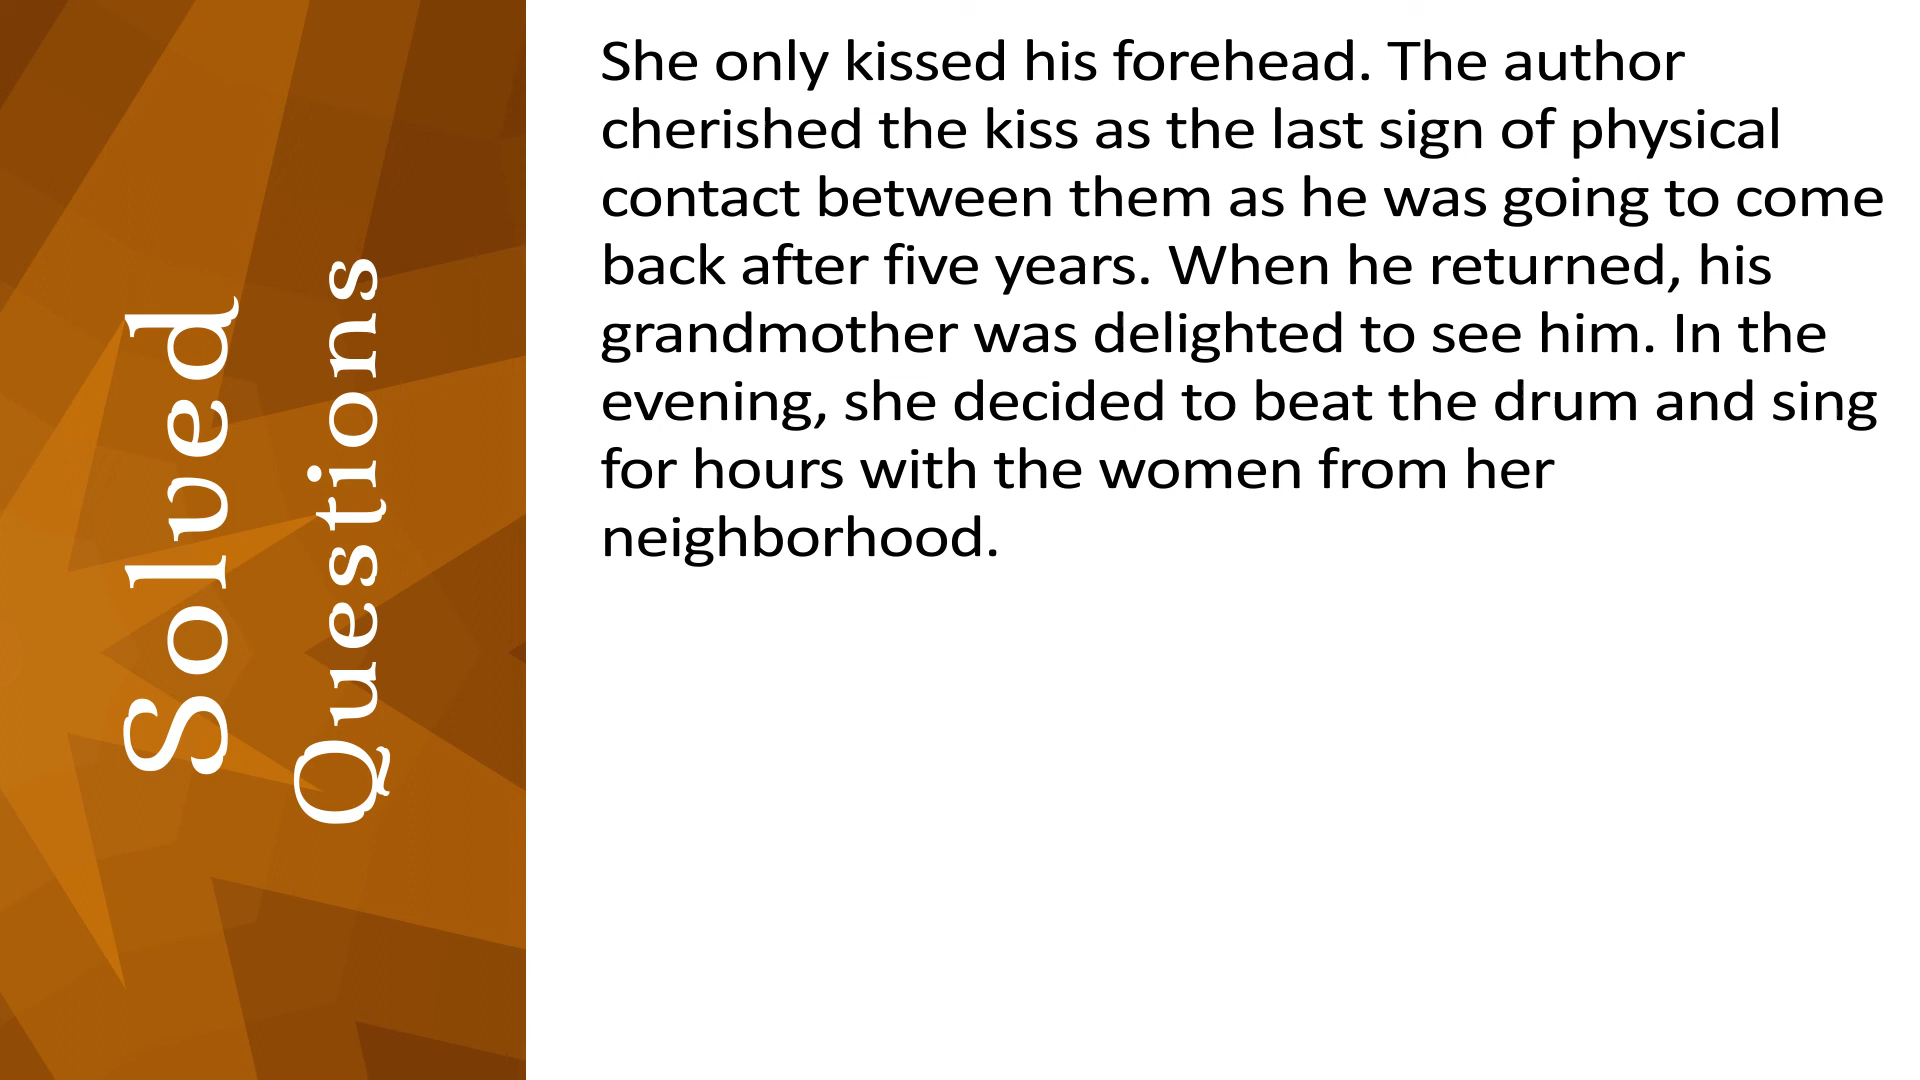 Solved
Questions
She only kissed his forehead. The author
cherished the kiss as the last sign of physical
contact between them as he was going to come
back after five years. When he returned, his
grandmother was delighted to see him. In the
evening, she decided to beat the drum and sing
for hours with the women from her
neighborhood.